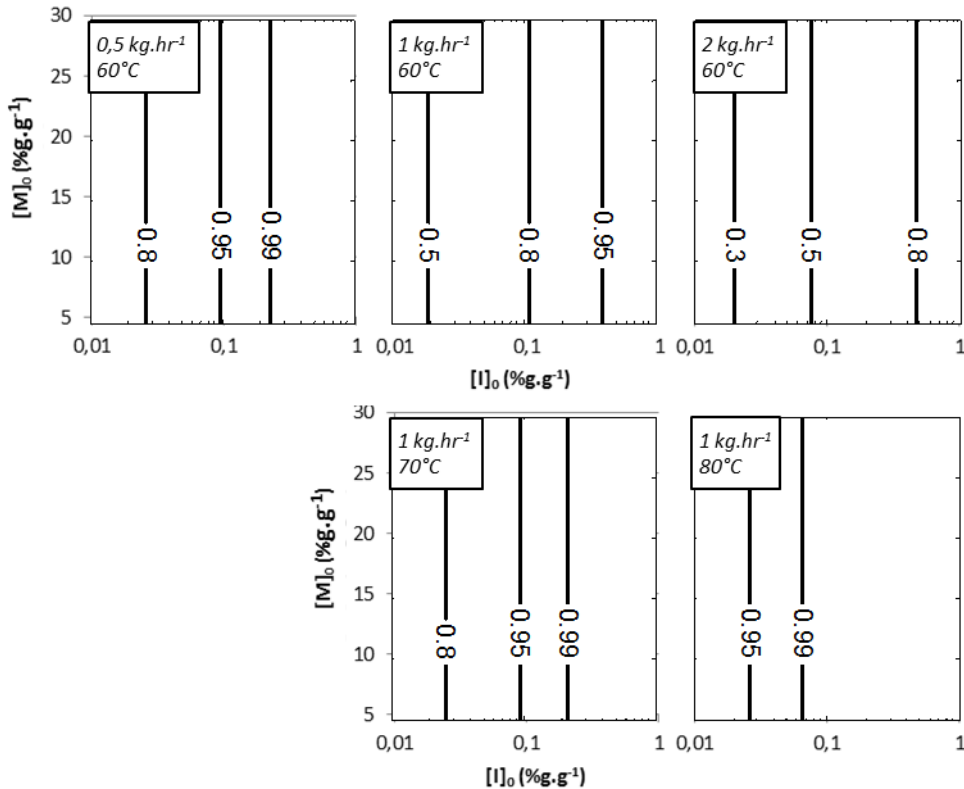 30
25
20
15
10
5
[M]₀ (%g.g⁻¹)
0,5 kg.hr⁻¹
60°C
0.8
0.95
0.99
0,01
0,1
1
1 kg.hr⁻¹
60°C
0.5
0.8
0.95
0,01
0,1
1
2 kg.hr⁻¹
60°C
0.3
0.5
0.8
0,01
0,1
1
[I]₀ (%g.g⁻¹)
30
25
20
15
10
5
[M]₀ (%g.g⁻¹)
1 kg.hr⁻¹
70°C
0.8
0.95
0.99
0,01
0,1
1
1 kg.hr⁻¹
80°C
0.95
0.99
0,01
0,1
1
[I]₀ (%g.g⁻¹)